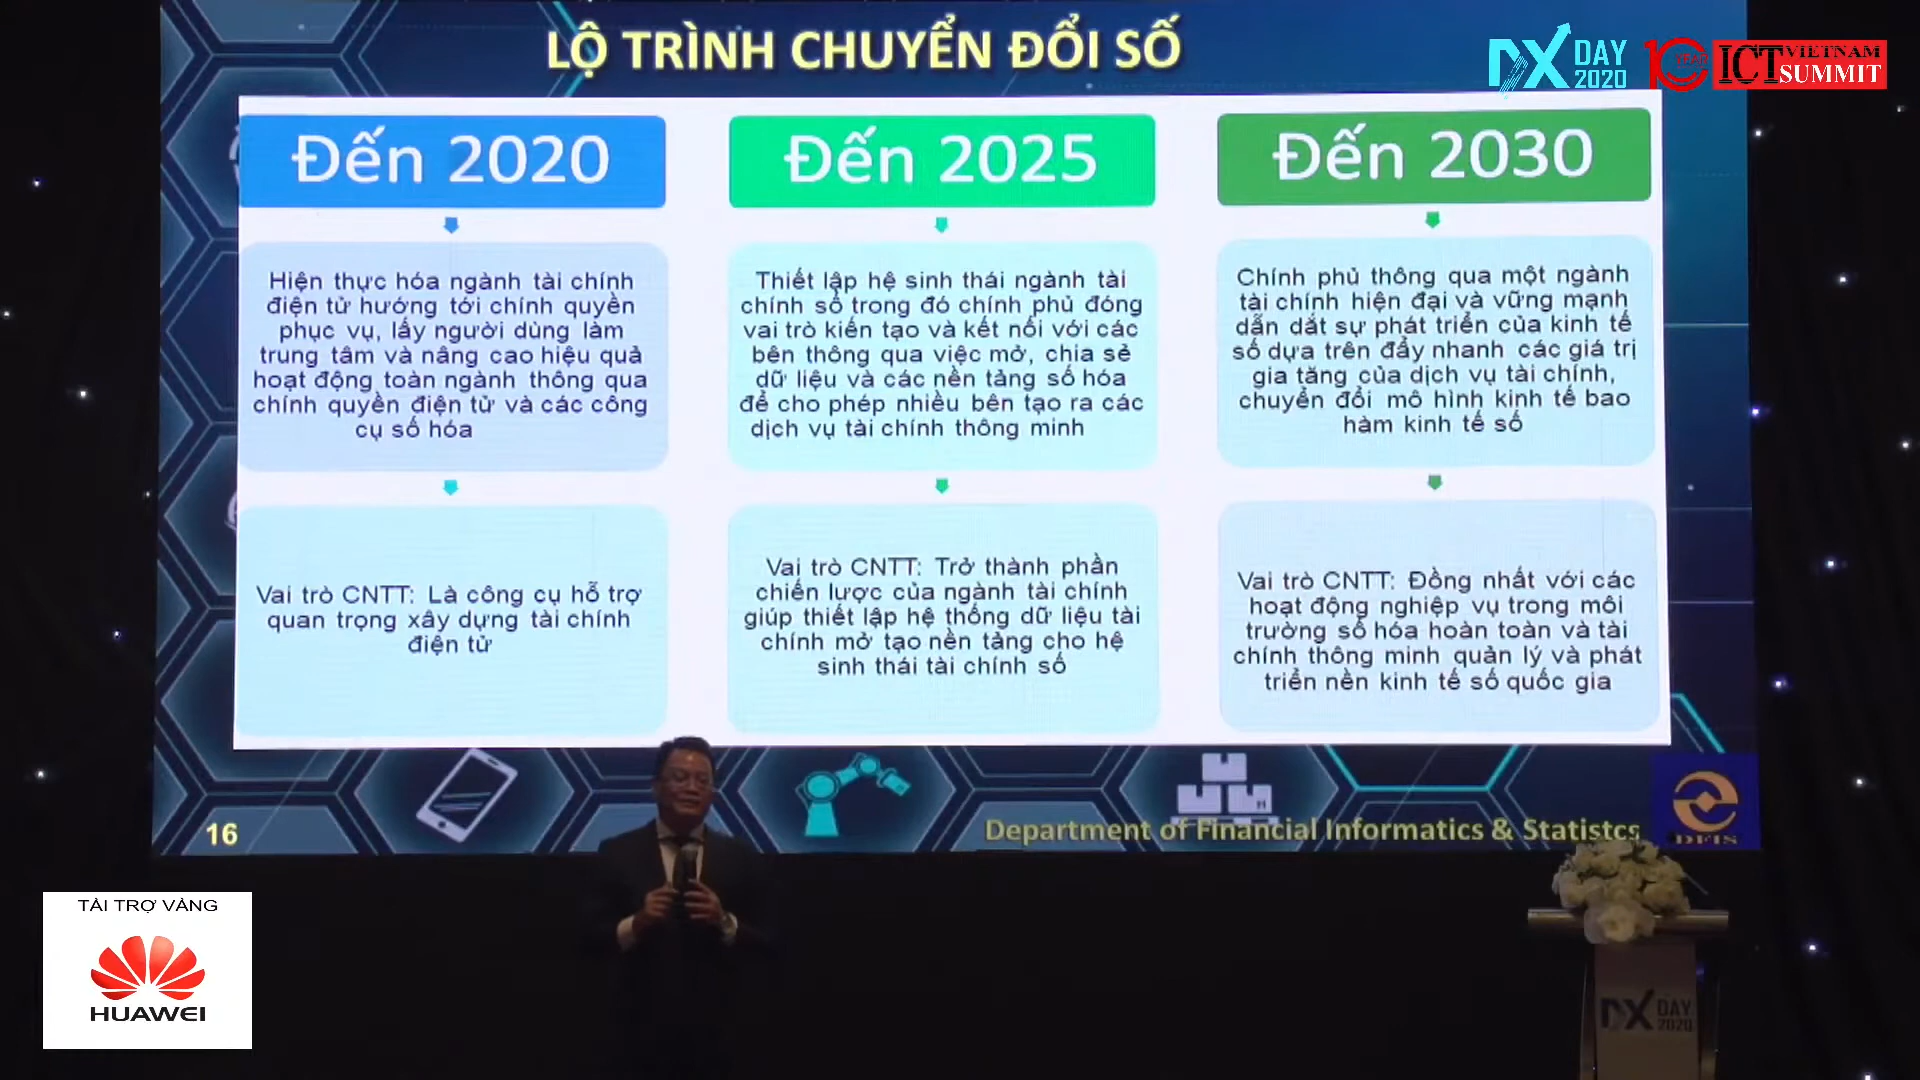 LỘ TRÌNH CHUYỂN ĐỔI SỐ
DX DAY 2020
10 YEAR ICT VIETNAM SUMMIT
Đến 2020
Hiện thực hóa ngành tài chính
điện tử hướng tới chính quyền
phục vụ, lấy người dùng làm
trung tâm và nâng cao hiệu quả
hoạt động toàn ngành thông qua
chính quyền điện tử và các công
cụ số hóa
Vai trò CNTT: Là công cụ hỗ trợ
quan trọng xây dựng tài chính
điện tử
Đến 2025
Thiết lập hệ sinh thái ngành tài
chính số trong đó chính phủ đóng
vai trò kiến tạo và kết nối với các
bên thông qua việc mở, chia sẻ
dữ liệu và các nền tảng số hóa
để cho phép nhiều bên tạo ra các
dịch vụ tài chính thông minh
Vai trò CNTT: Trở thành phần
chiến lược của ngành tài chính
giúp thiết lập hệ thống dữ liệu tài
chính mở tạo nền tảng cho hệ
sinh thái tài chính số
Đến 2030
Chính phủ thông qua một ngành
tài chính hiện đại và vững mạnh
dẫn dắt sự phát triển của kinh tế
số dựa trên đẩy nhanh các giá trị
gia tăng của dịch vụ tài chính,
chuyển đổi mô hình kinh tế bao
hàm kinh tế số
Vai trò CNTT: Đồng nhất với các
hoạt động nghiệp vụ trong môi
trường số hóa hoàn toàn và tài
chính thông minh quản lý và phát
triển nền kinh tế số quốc gia
16
Department of Financial Informatics & Statistcs
DFIS
TÀI TRỢ VÀNG
HUAWEI
DX DAY 2020